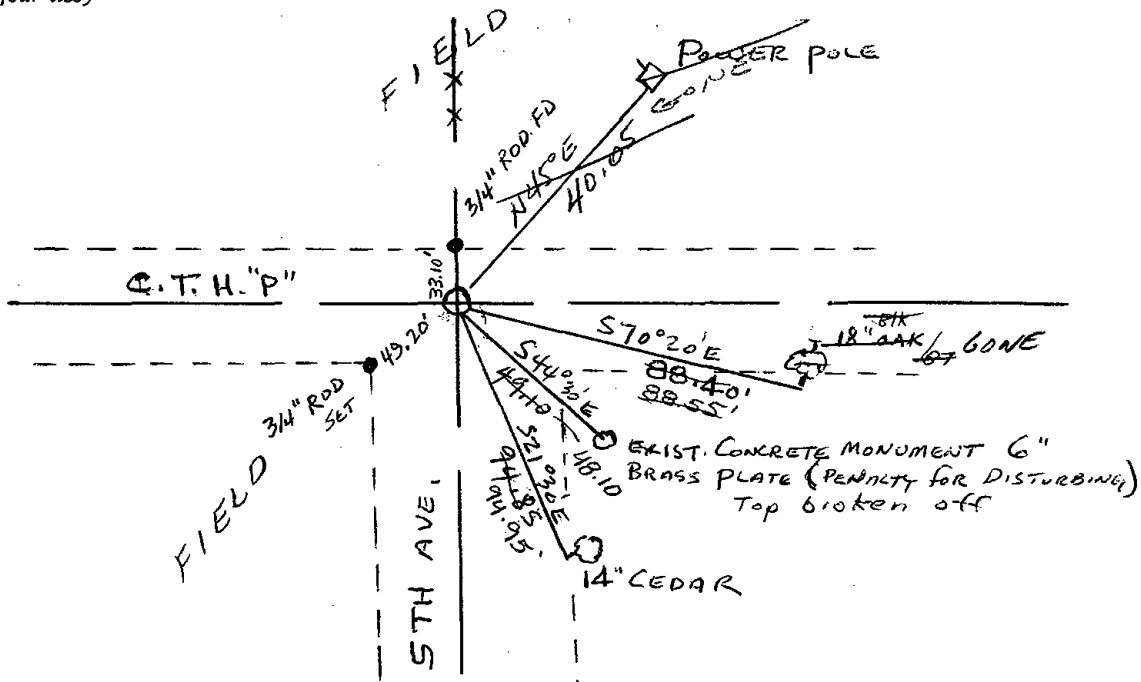 FIELD
POWER POLE
GONE
3/4" ROD. FD
N45°E
40.05
33.10'
C.T.H. "P"
49.20'
3/4" ROD
SET
FIELD
5TH AVE.
S70°20'E
88.40'
88.55'
Blk
18" OAK
GONE
S44°30'E
49.10
48.10
EXIST. CONCRETE MONUMENT 6"
BRASS PLATE (PENALTY FOR DISTURBING)
Top broken off
S21°30'E
94.85
94.95'
14" CEDAR